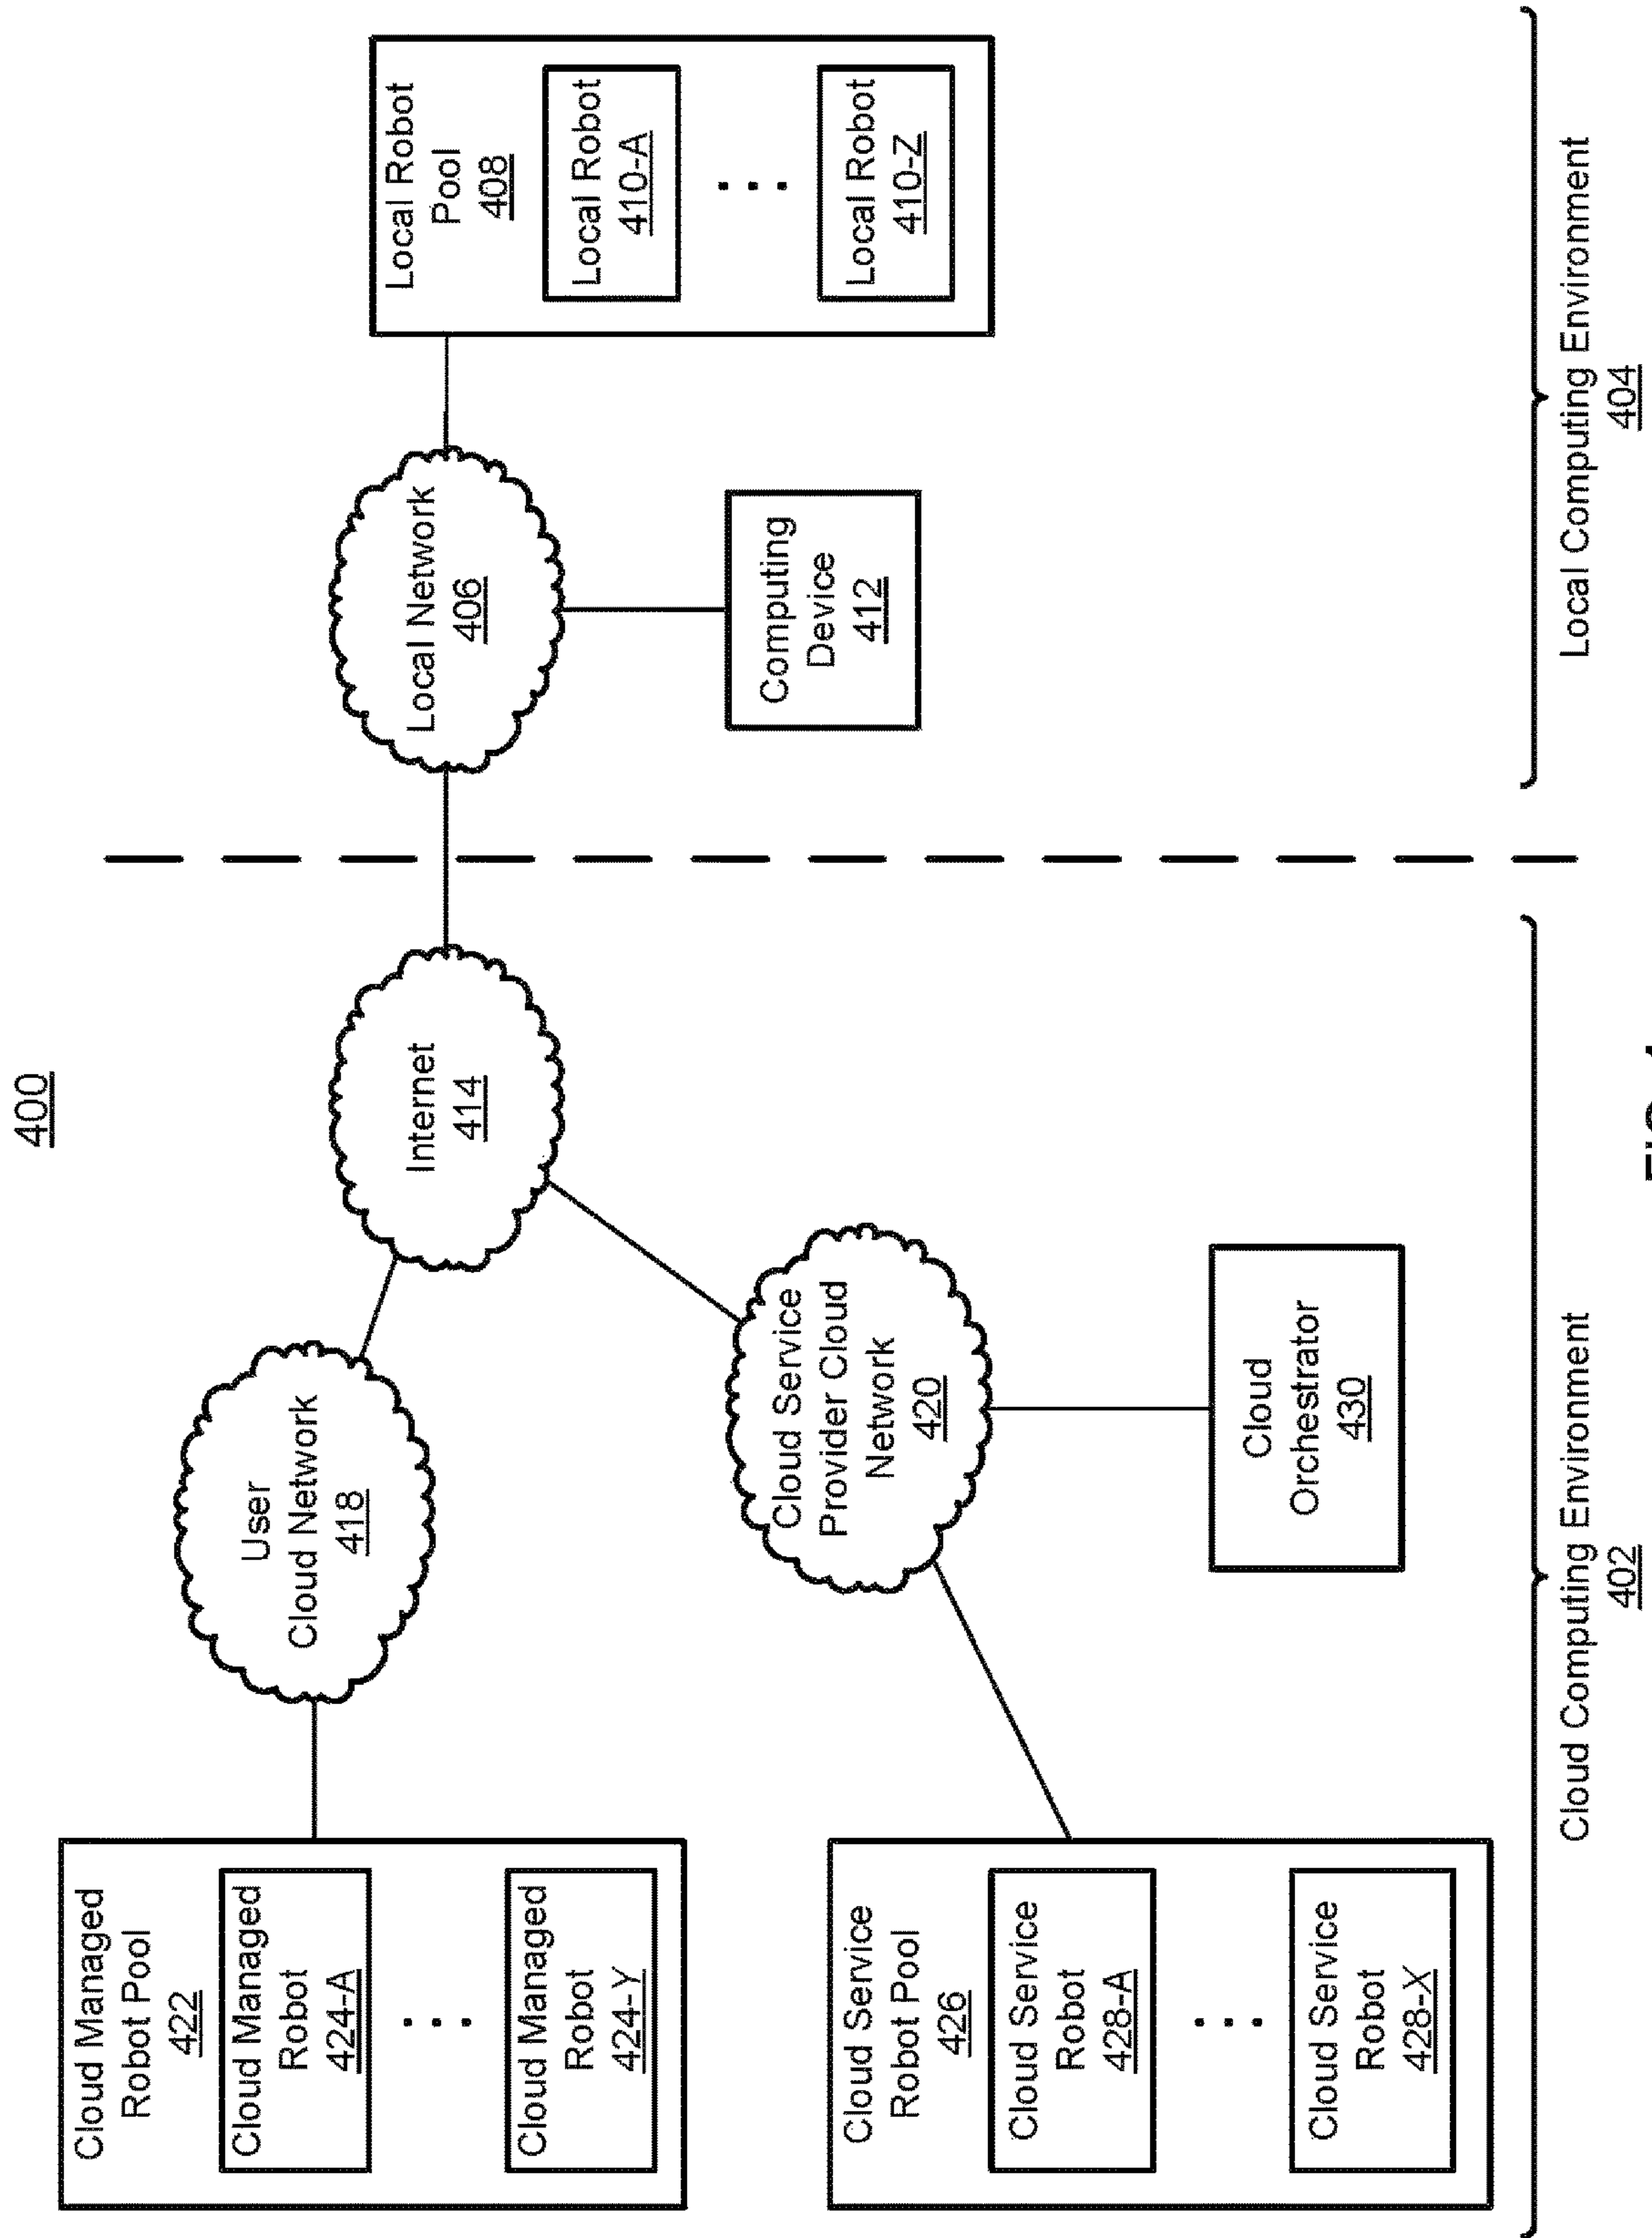 400
Cloud Managed
Robot Pool
422
Cloud Managed
Robot
424-A
Cloud Managed
Robot
424-Y
User
Cloud Network
418
Internet
414
Local Network
406
Local Robot
Pool
408
Local Robot
410-A
Local Robot
410-Z
Computing
Device
412
Cloud Service
Provider Cloud
Network
420
Cloud Service
Robot Pool
426
Cloud Service
Robot
428-A
Cloud Service
Robot
428-X
Cloud
Orchestrator
430
Cloud Computing Environment
402
Local Computing Environment
404